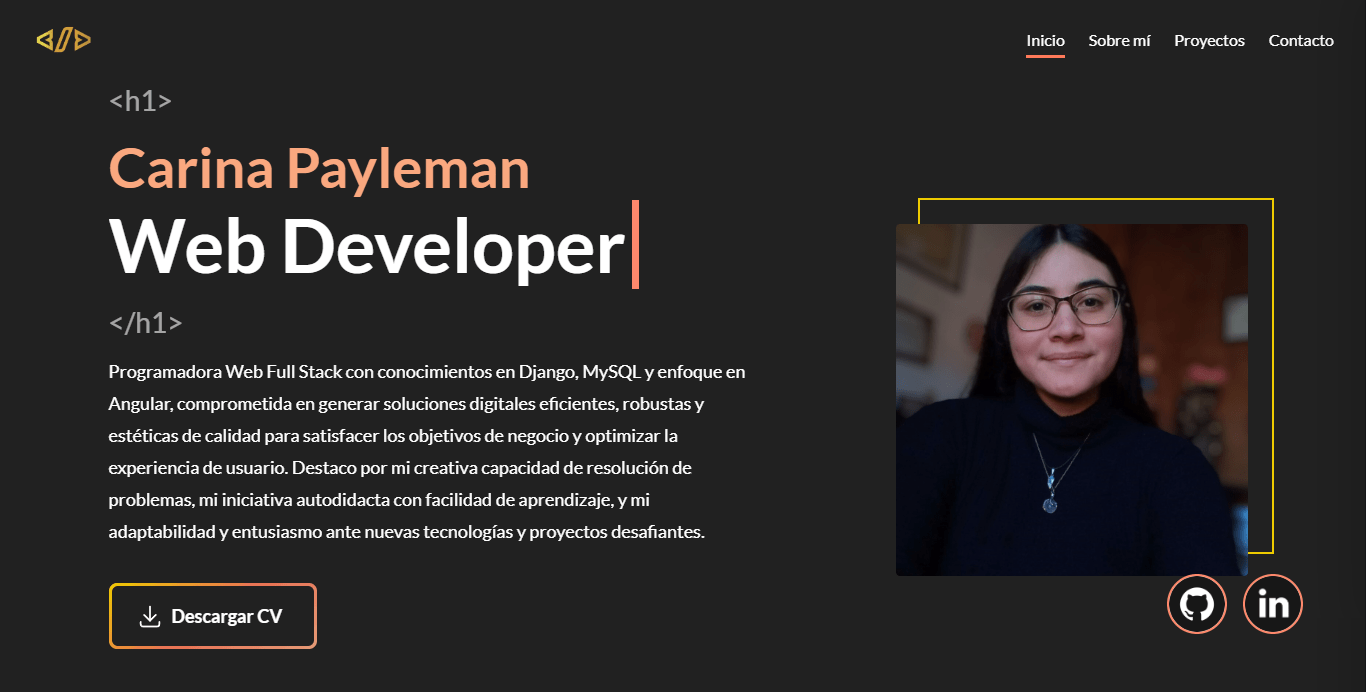 Inicio Sobre mí Proyectos Contacto
<h1>
Carina Payleman
Web Developer
</h1>
Programadora Web Full Stack con conocimientos en Django, MySQL y enfoque en
Angular, comprometida en generar soluciones digitales eficientes, robustas y
estéticas de calidad para satisfacer los objetivos de negocio y optimizar la
experiencia de usuario. Destaco por mi creativa capacidad de resolución de
problemas, mi iniciativa autodidacta con facilidad de aprendizaje, y mi
adaptabilidad y entusiasmo ante nuevas tecnologías y proyectos desafiantes.
Descargar CV
in